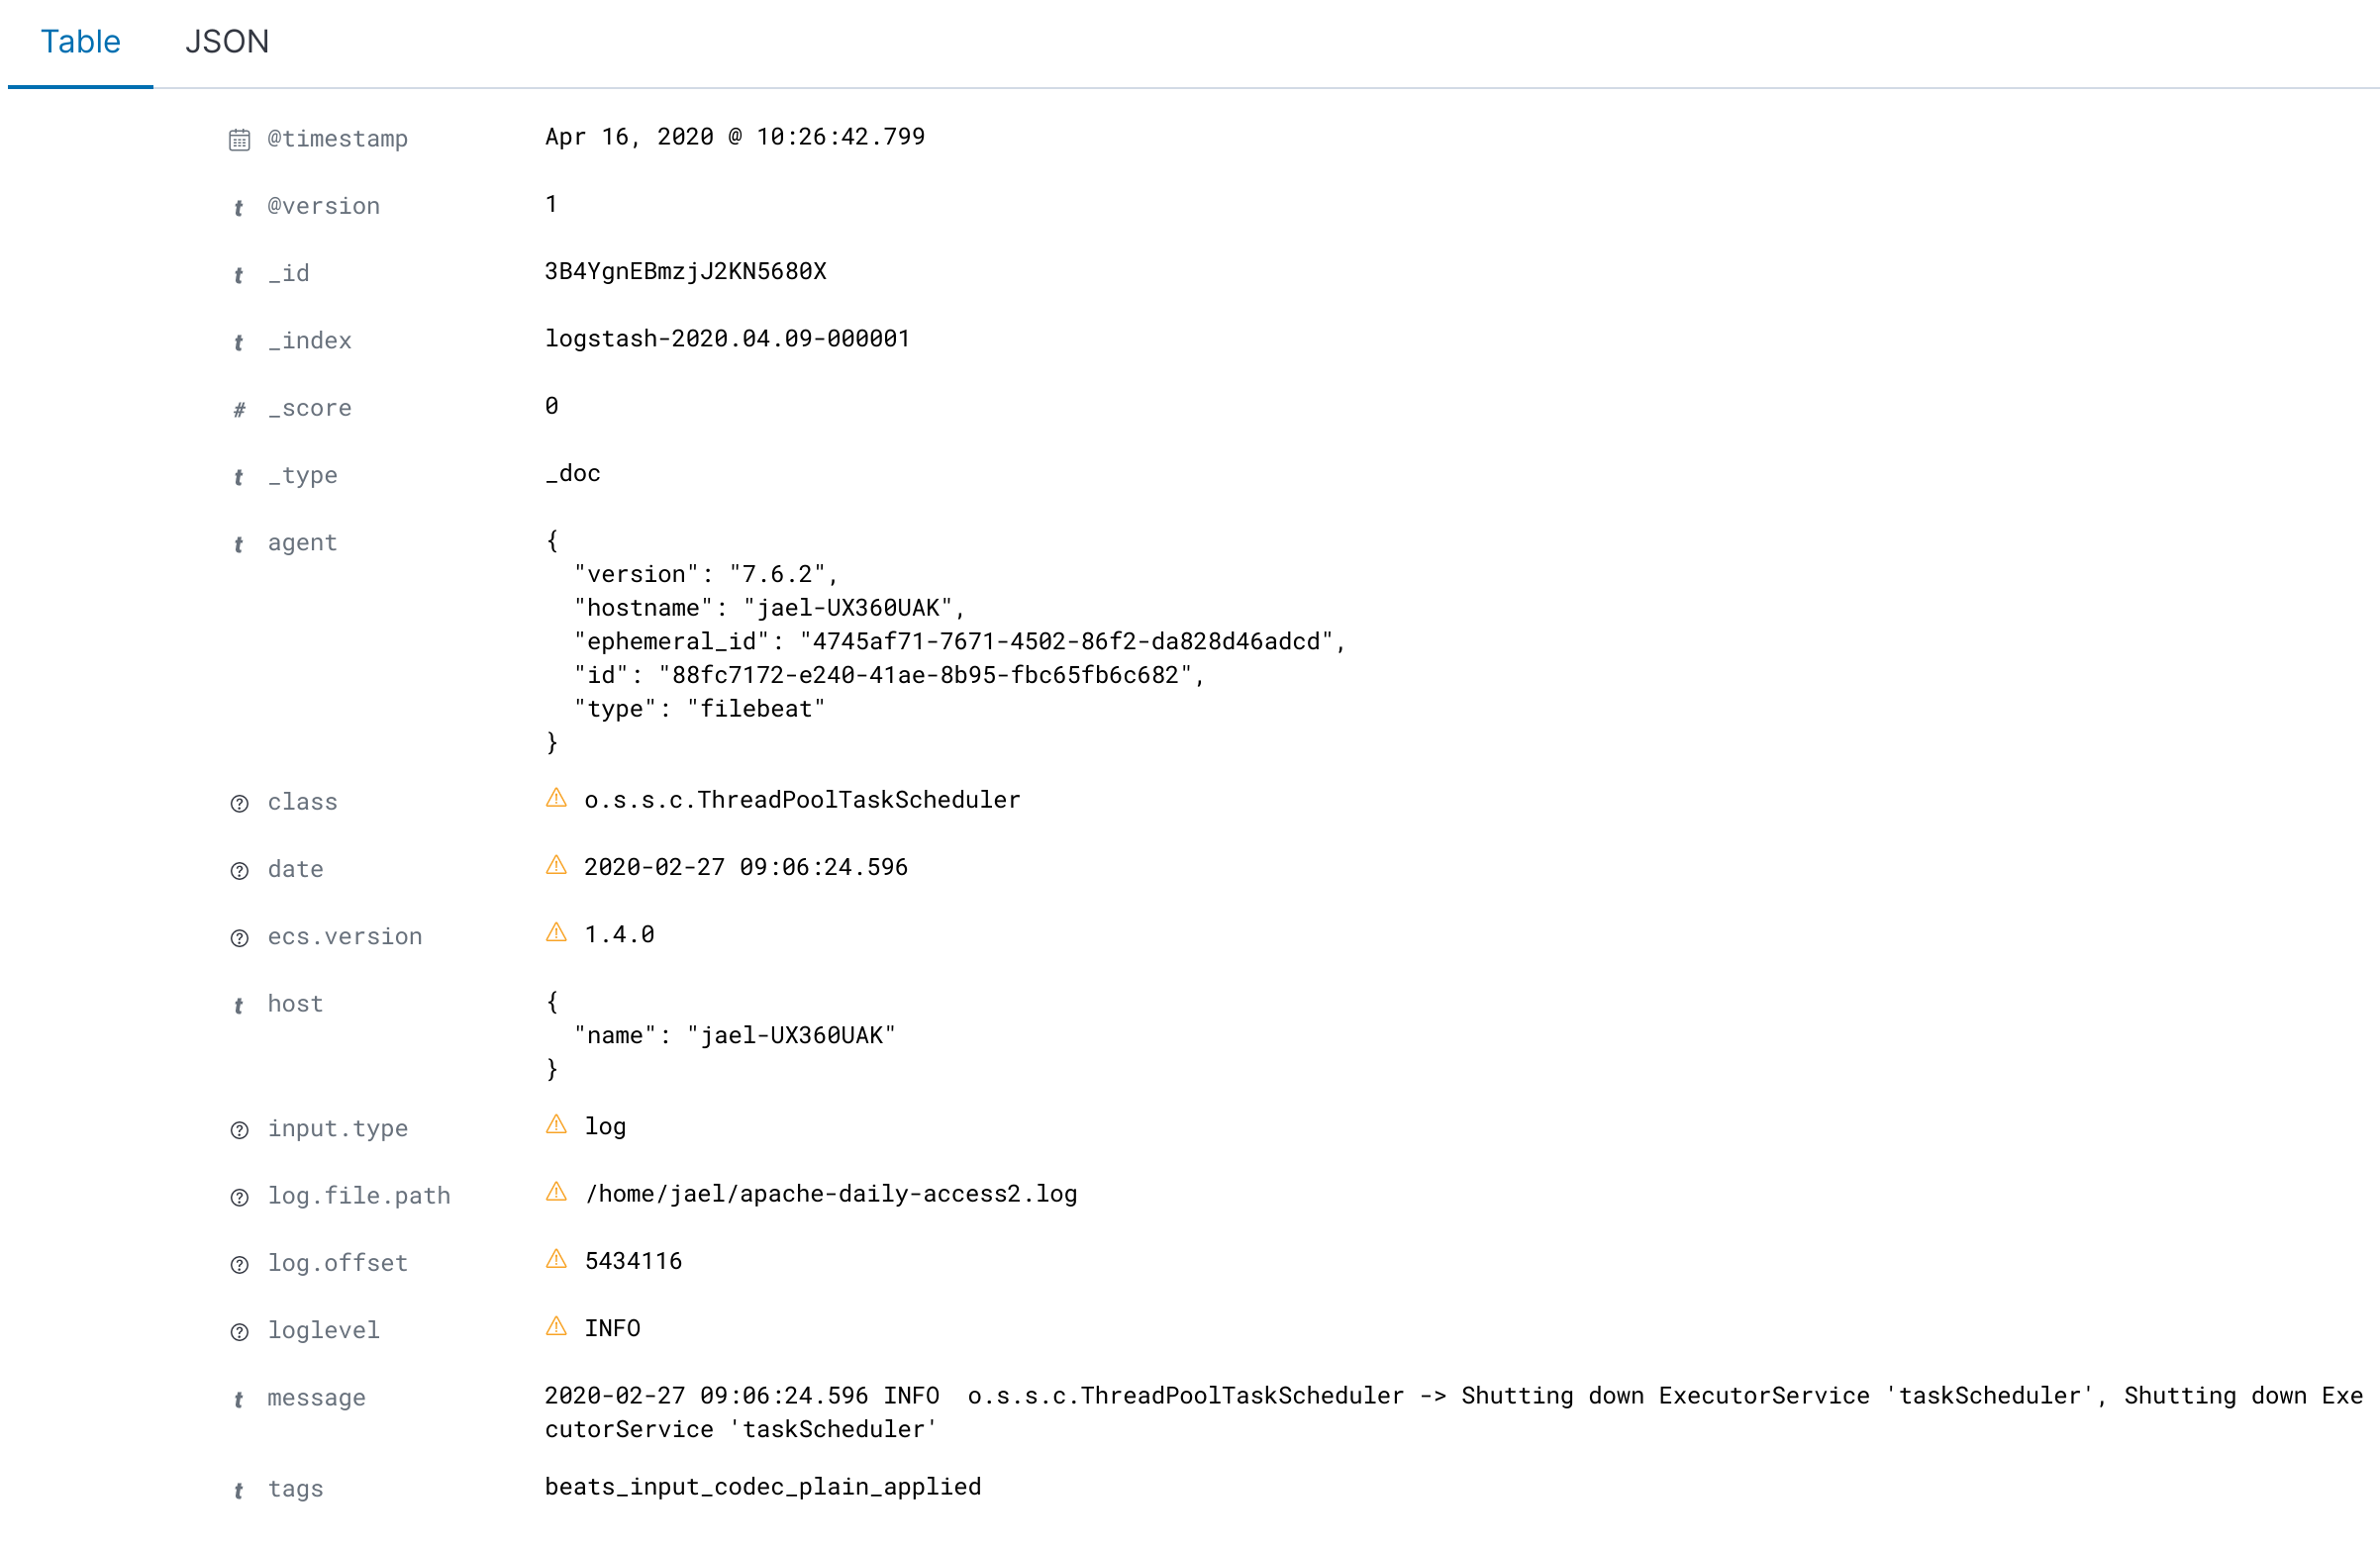 Table JSON
@timestamp Apr 16, 2020 @ 10:26:42.799
t @version 1
t _id 3B4YgnEBmzjJ2KN5680X
t _index logstash-2020.04.09-000001
# _score 0
t _type _doc
t agent {
"version": "7.6.2",
"hostname": "jael-UX360UAK",
"ephemeral_id": "4745af71-7671-4502-86f2-da828d46adcd",
"id": "88fc7172-e240-41ae-8b95-fbc65fb6c682",
"type": "filebeat"
}
? class o.s.s.c.ThreadPoolTaskScheduler
? date 2020-02-27 09:06:24.596
? ecs.version 1.4.0
t host {
"name": "jael-UX360UAK"
}
? input.type log
? log.file.path /home/jael/apache-daily-access2.log
? log.offset 5434116
? loglevel INFO
t message 2020-02-27 09:06:24.596 INFO  o.s.s.c.ThreadPoolTaskScheduler -> Shutting down ExecutorService 'taskScheduler', Shutting down Exe
cutorService 'taskScheduler'
t tags beats_input_codec_plain_applied